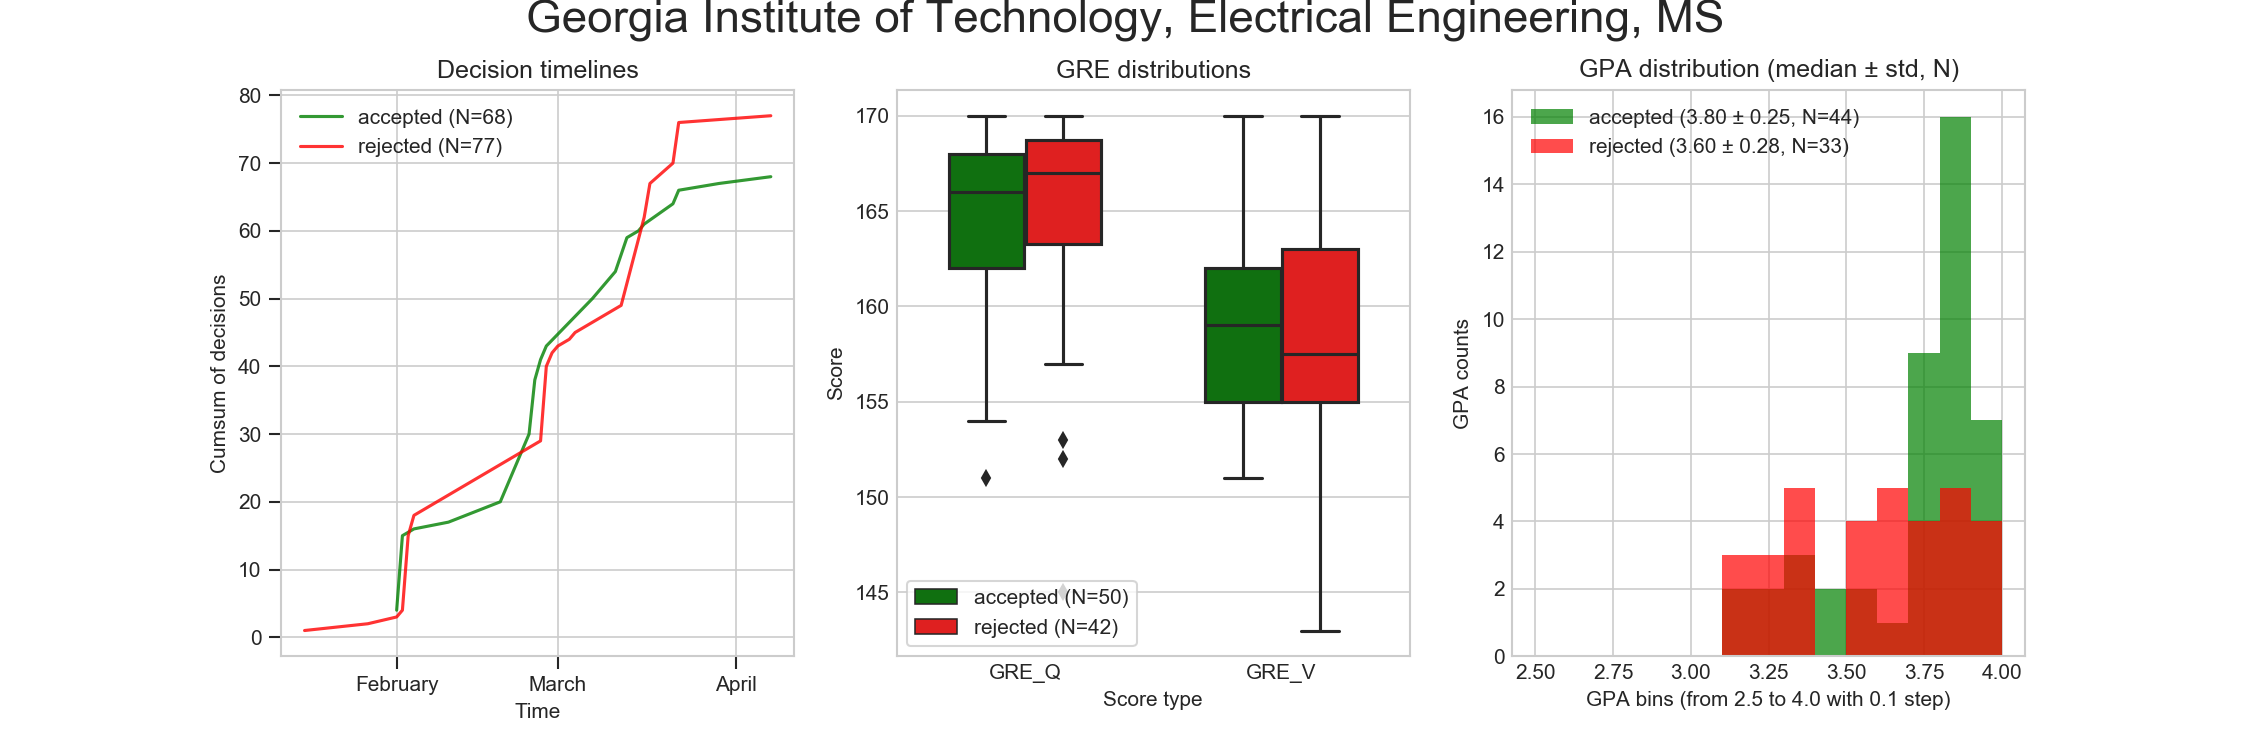 Georgia Institute of Technology, Electrical Engineering, MS
Decision timelines
accepted (N=68)
rejected (N=77)
80
70
60
50
40
30
20
10
0
Cumsum of decisions
February March April
Time
GRE distributions
170
165
160
155
150
145
Score
accepted (N=50)
rejected (N=42)
GRE_Q GRE_V
Score type
GPA distribution (median ± std, N)
accepted (3.80 ± 0.25, N=44)
rejected (3.60 ± 0.28, N=33)
16
14
12
10
8
6
4
2
0
GPA counts
2.50 2.75 3.00 3.25 3.50 3.75 4.00
GPA bins (from 2.5 to 4.0 with 0.1 step)